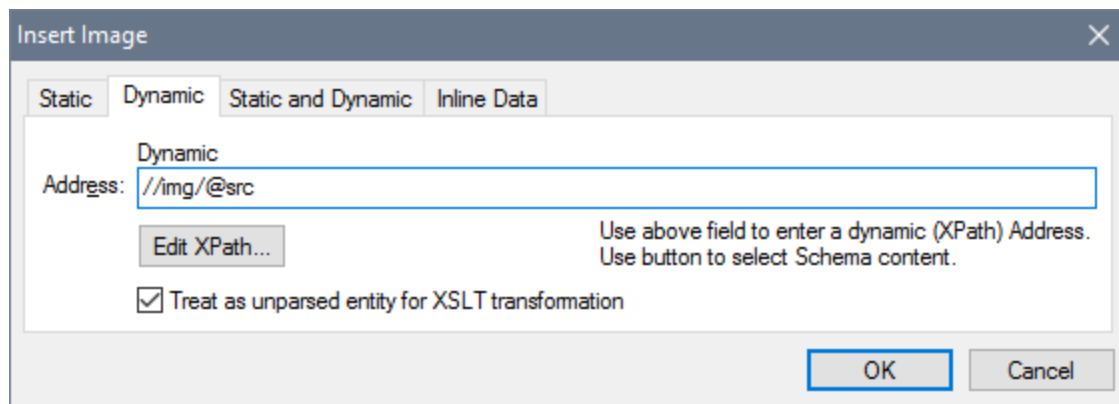 Insert Image
Static Dynamic Static and Dynamic Inline Data
Dynamic
Address: //img/@src
Edit XPath...
Use above field to enter a dynamic (XPath) Address.
Use button to select Schema content.
Treat as unparsed entity for XSLT transformation
OK Cancel